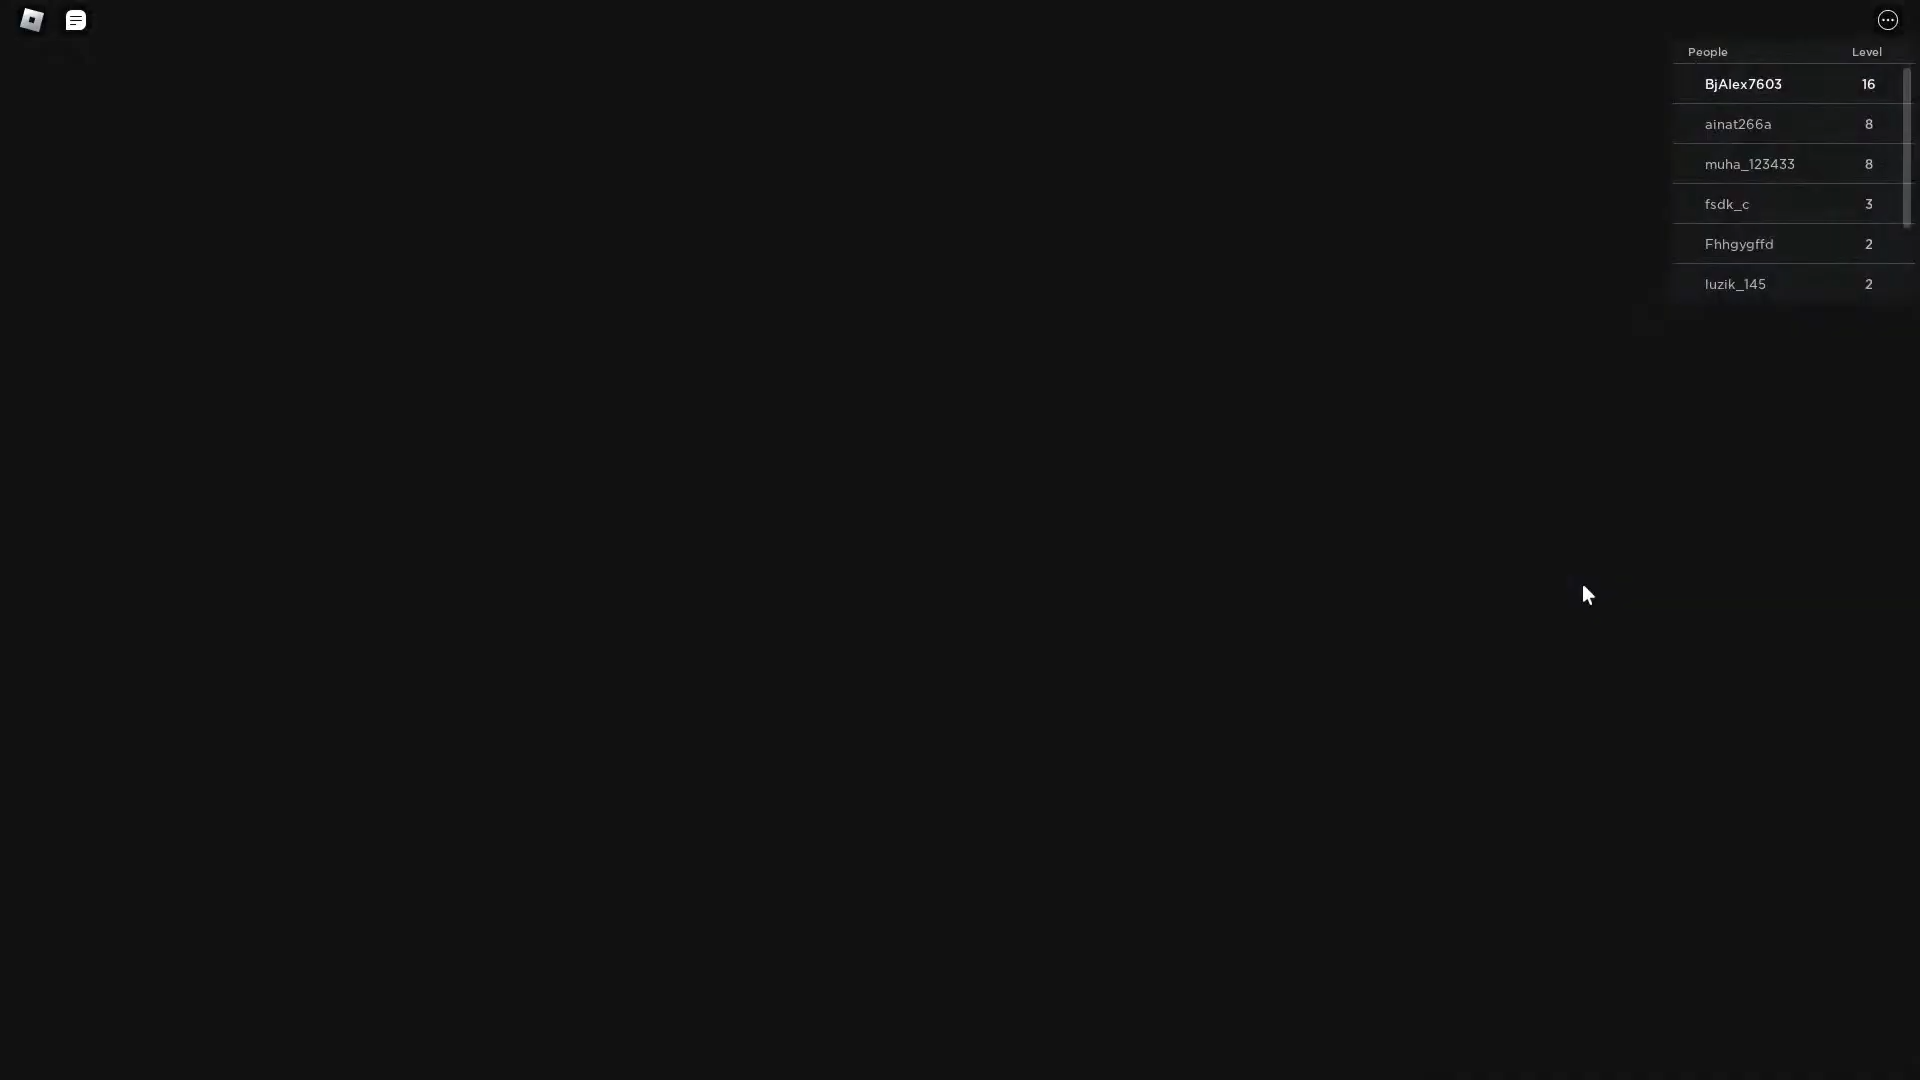 People Level
BjAlex7603 16
ainat266a 8
muha_123433 8
fsdk_c 3
Fhhgygffd 2
luzik_145 2